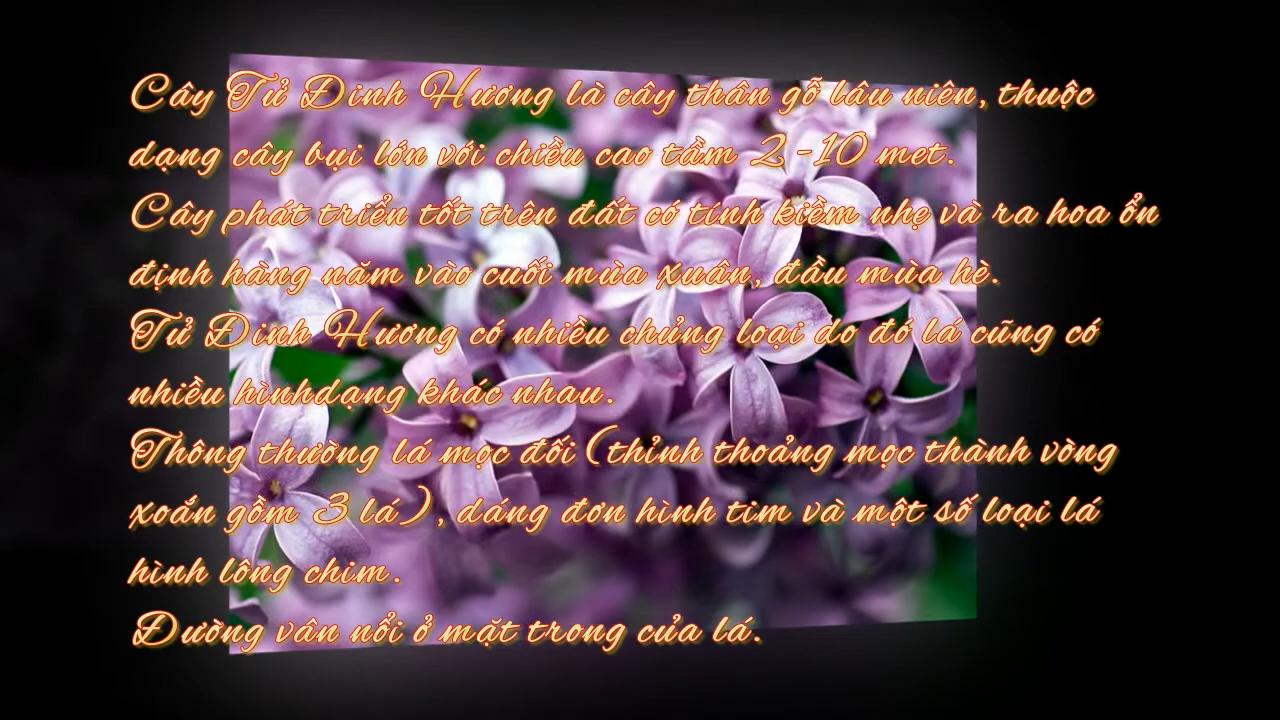 Cây Tử Đinh Hương là cây thân gỗ lâu niên, thuộc
dạng cây bụi lớn với chiều cao tầm 2-10 met.
Cây phát triển tốt trên đất có tính kiềm nhẹ và ra hoa ổn
định hàng năm vào cuối mùa xuân, đầu mùa hè.
Tử Đinh Hương có nhiều chủng loại do đó lá cũng có
nhiều hìnhdạng khác nhau.
Thông thường lá mọc đối (thỉnh thoảng mọc thành vòng
xoắn gồm 3 lá), dáng đơn hình tim và một số loại lá
hình lông chim.
Đường vân nổi ở mặt trong của lá.